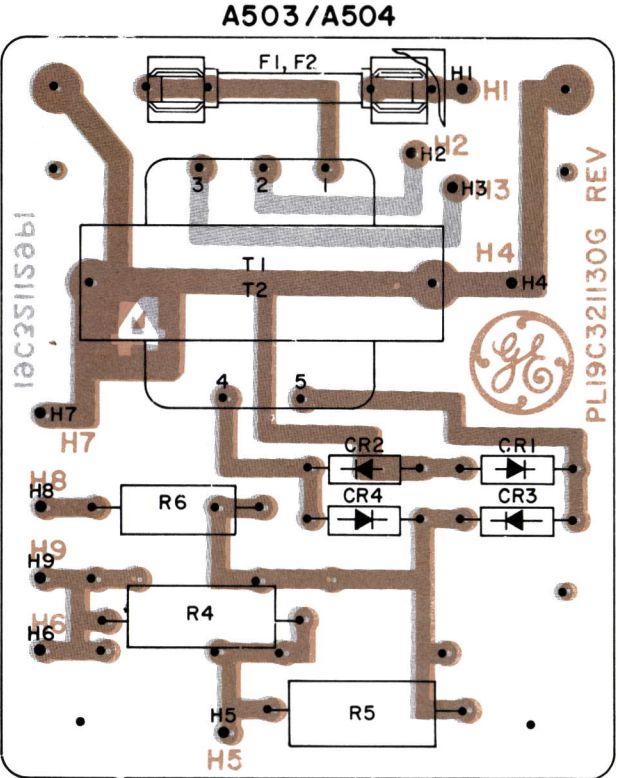 A503/A504
F1, F2
H1
H1
H2
H2
3
2
1
H3
H3
19C321129P1
PL19C321130G REV
H4
T1
T2
H4
A
GE
4
5
H7
H7
CR2
CR1
H8
H8
R6
CR4
CR3
H9
H9
R4
H6
H6
H5
R5
H5